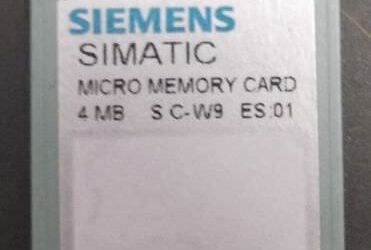 SIEMENS
SIMATIC
MICRO MEMORY CARD
4 MB S C-W9 ES:01